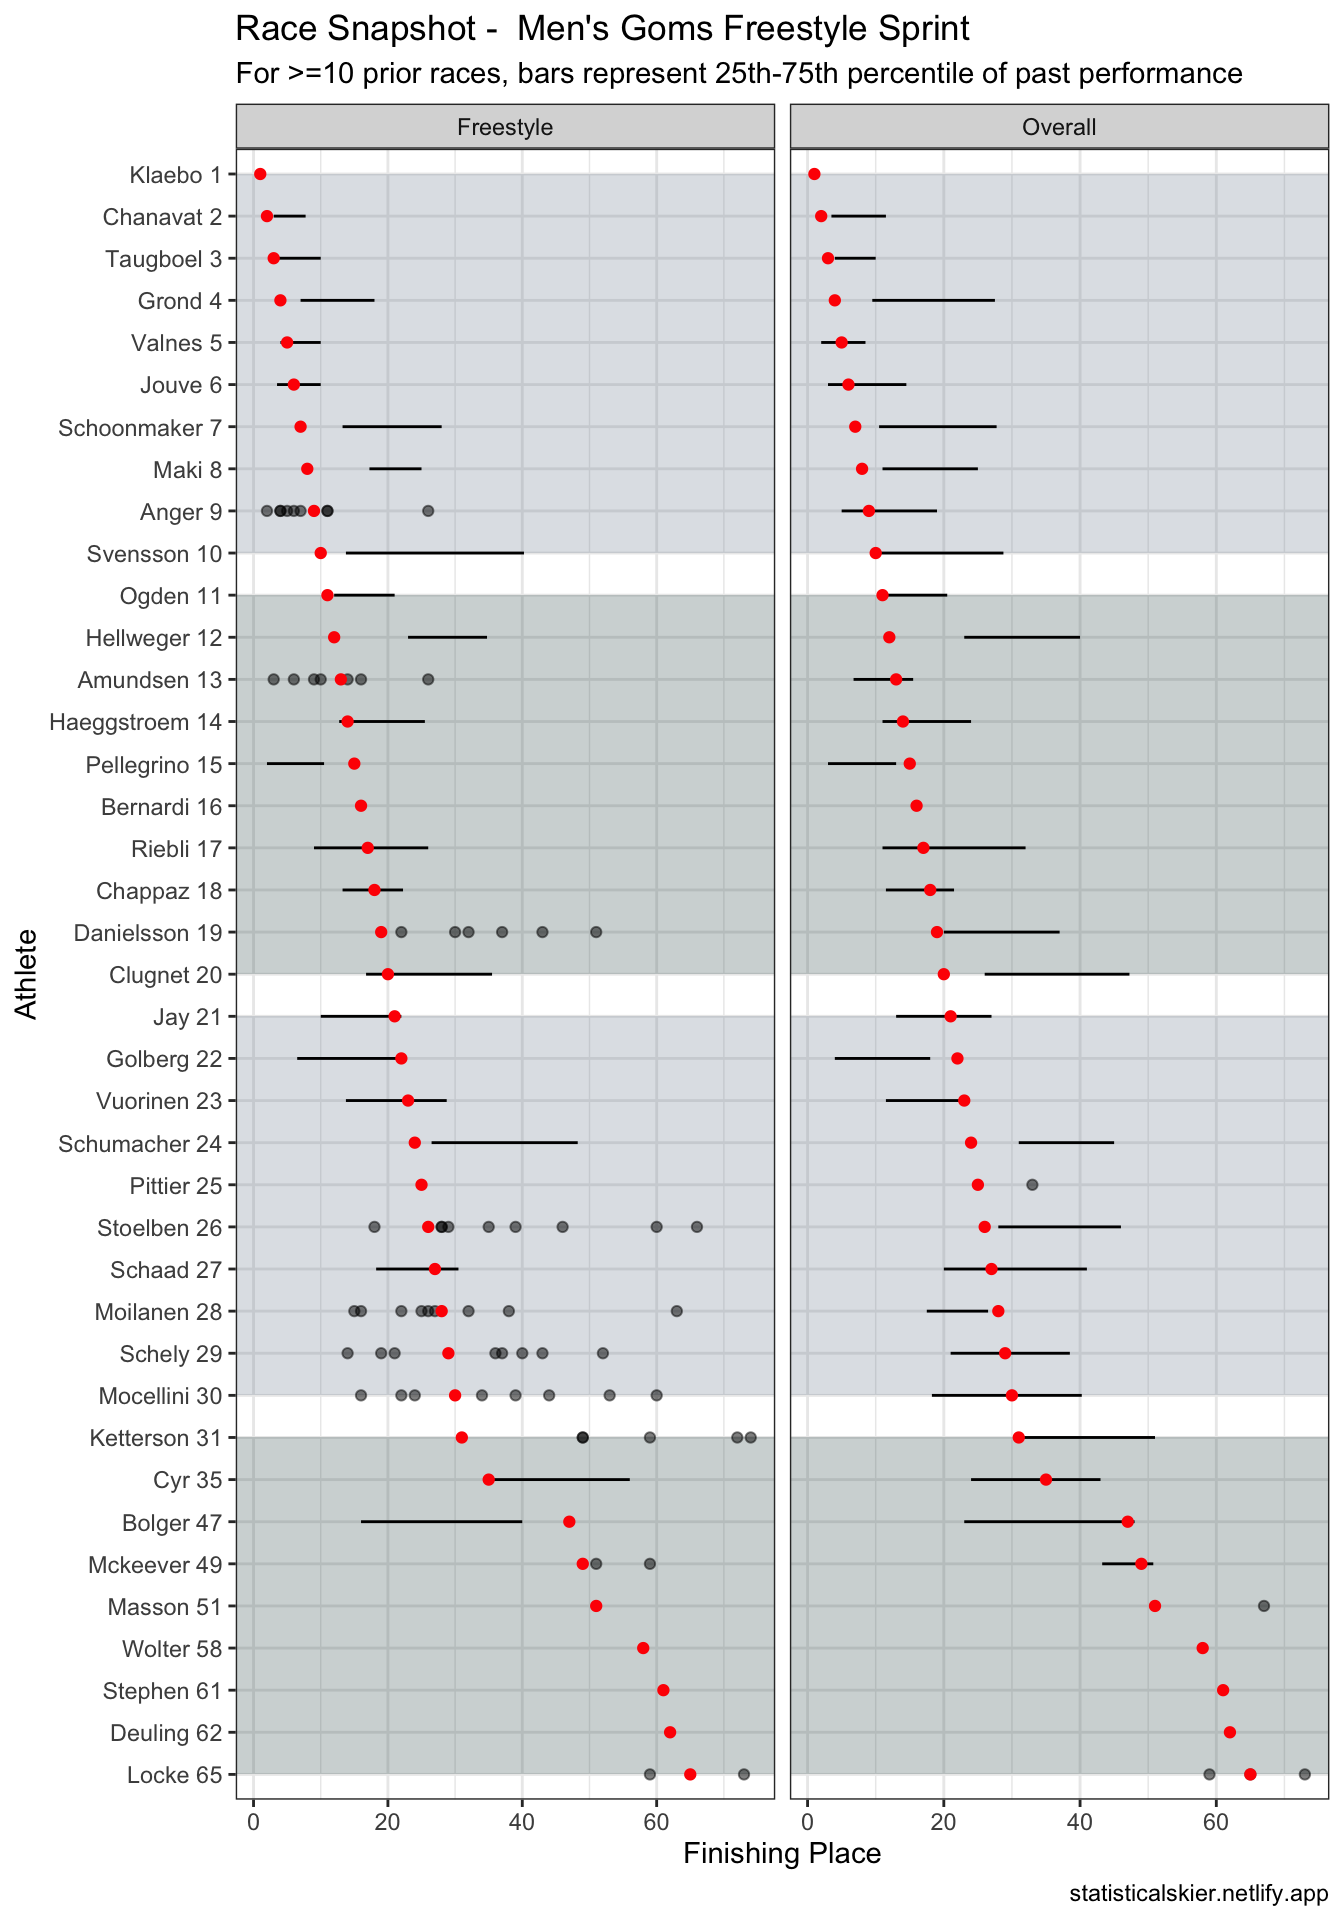 Race Snapshot -  Men's Goms Freestyle Sprint
For >=10 prior races, bars represent 25th-75th percentile of past performance
Freestyle
Overall
Athlete
Klaebo 1
Chanavat 2
Taugboel 3
Grond 4
Valnes 5
Jouve 6
Schoonmaker 7
Maki 8
Anger 9
Svensson 10
Ogden 11
Hellweger 12
Amundsen 13
Haeggstroem 14
Pellegrino 15
Bernardi 16
Riebli 17
Chappaz 18
Danielsson 19
Clugnet 20
Jay 21
Golberg 22
Vuorinen 23
Schumacher 24
Pittier 25
Stoelben 26
Schaad 27
Moilanen 28
Schely 29
Mocellini 30
Ketterson 31
Cyr 35
Bolger 47
Mckeever 49
Masson 51
Wolter 58
Stephen 61
Deuling 62
Locke 65
0 20 40 60
0 20 40 60
Finishing Place
statisticalskier.netlify.app